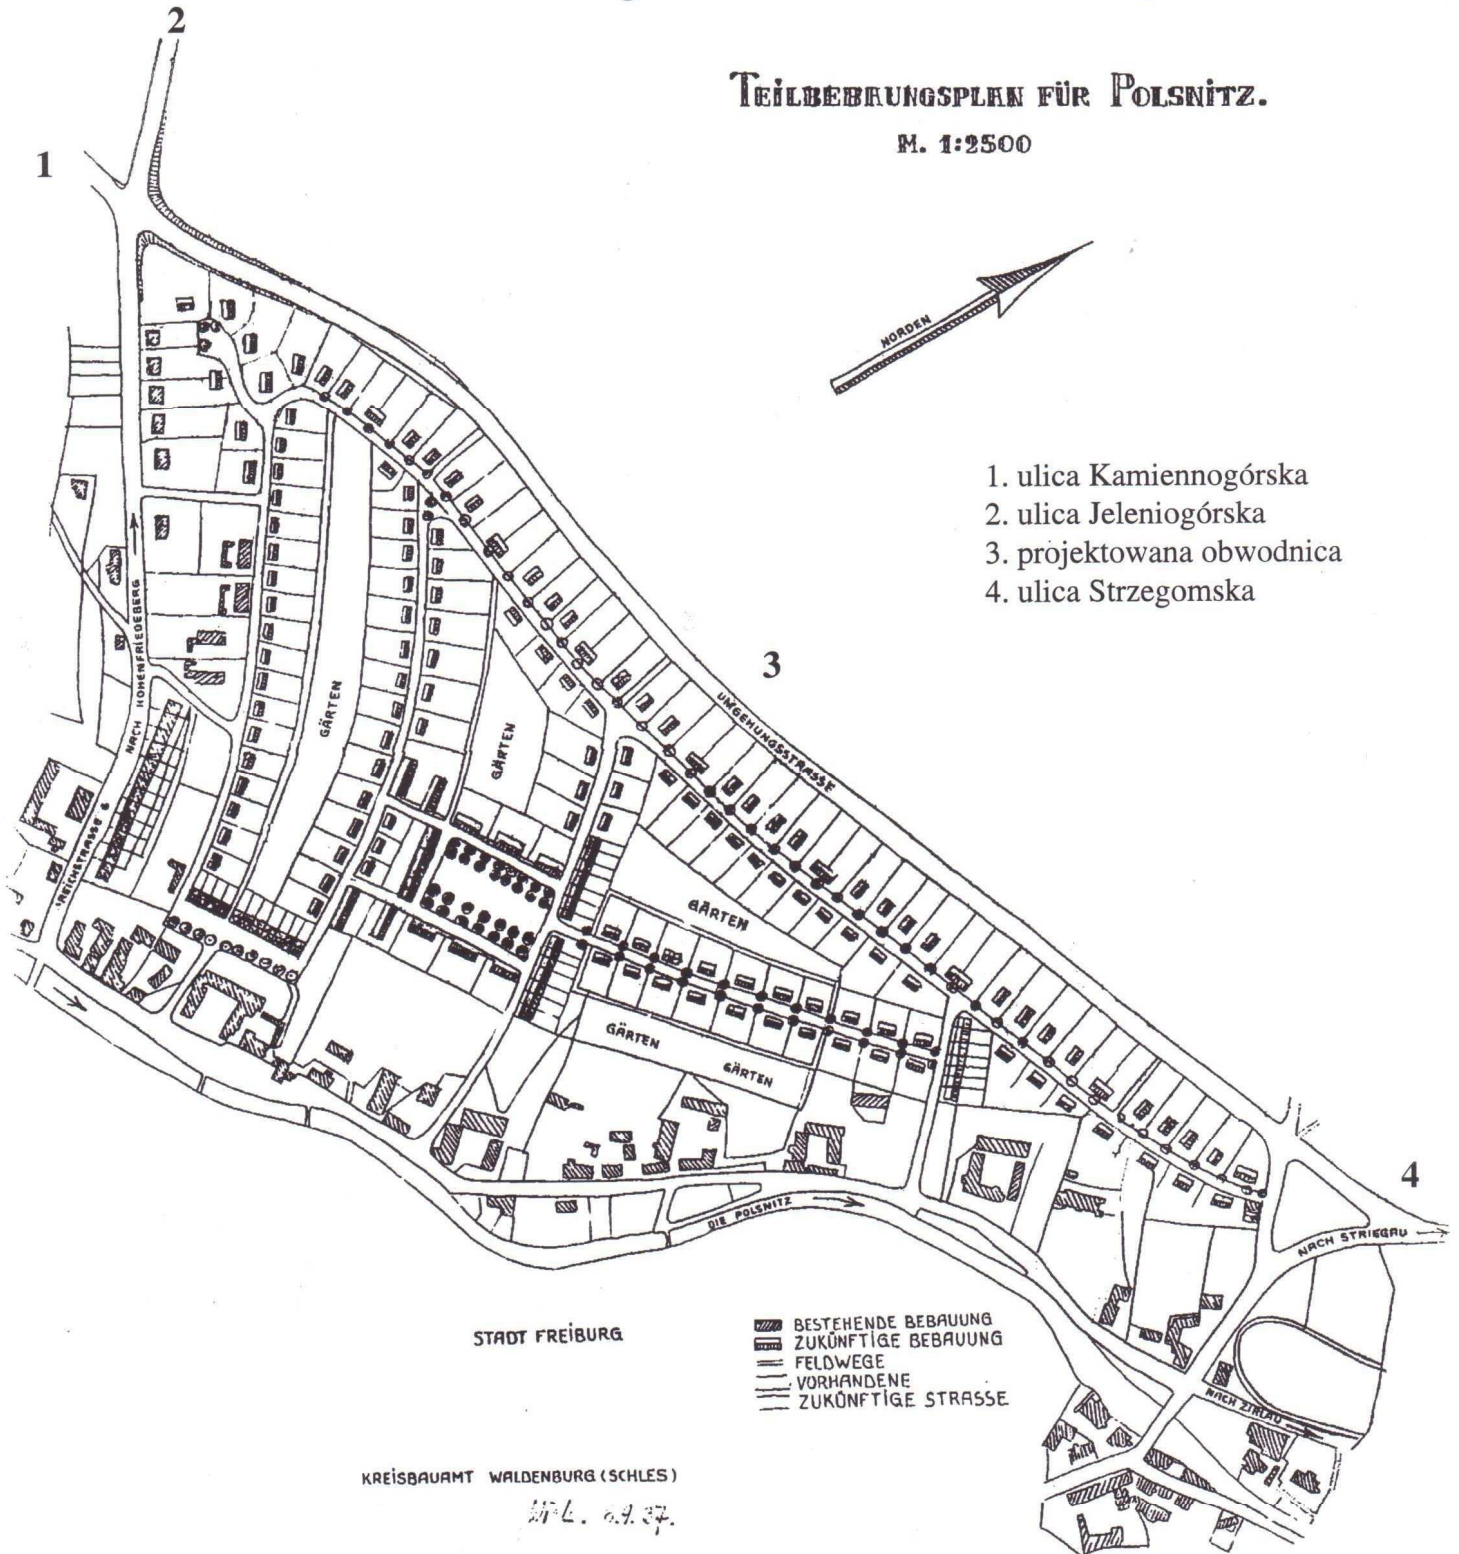 2
TEILBEBAUNGSPLAN FÜR POLSNITZ.
M. 1:2500
1
NORDEN
1. ulica Kamiennogórska
2. ulica Jeleniogórska
3. projektowana obwodnica
4. ulica Strzegomska
NACH HOHENFRIEDEBERG
3
UMGEHUNGSSTRASSE
GÄRTEN
GÄRTEN
REICHSTRASSE 6
GÄRTEN
GÄRTEN
GÄRTEN
4
DIE POLSNITZ
NACH STRIEGAU
STADT FREIBURG
BESTEHENDE BEBAUUNG
ZUKÜNFTIGE BEBAUUNG
FELDWEGE
VORHANDENE
ZUKÜNFTIGE STRASSE
NACH ZIRLAU
KREISBAUAMT WALDENBURG (SCHLES)